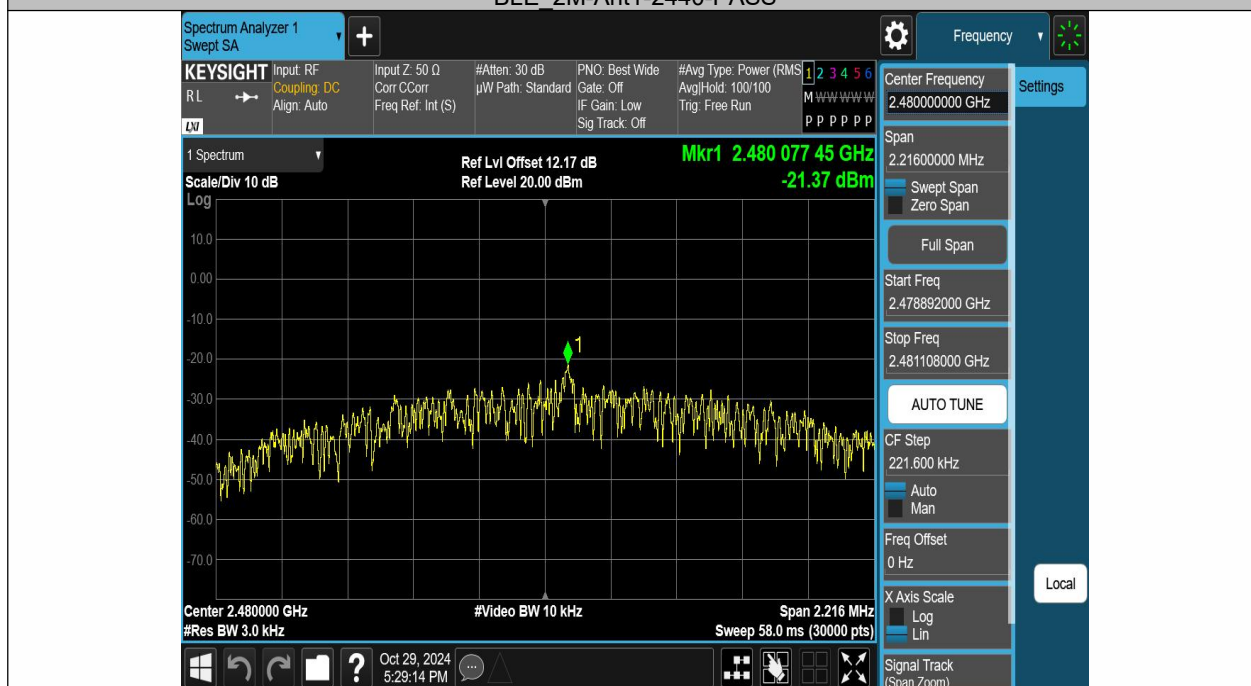 Spectrum Analyzer 1
Swept SA
+
Frequency
KEYSIGHT
RL
LXI
Input: RF
Coupling: DC
Align: Auto
Input Z: 50 Ω
Corr CCorr
Freq Ref: Int (S)
#Atten: 30 dB
µW Path: Standard
PNO: Best Wide
Gate: Off
IF Gain: Low
Sig Track: Off
#Avg Type: Power (RMS
Avg|Hold: 100/100
Trig: Free Run
1 2 3 4 5 6
M W W W W W
P P P P P P
1 Spectrum
Scale/Div 10 dB
Log
Ref Lvl Offset 12.17 dB
Ref Level 20.00 dBm
Mkr1 2.480 077 45 GHz
-21.37 dBm
10.0
0.00
-10.0
-20.0
-30.0
-40.0
-50.0
-60.0
-70.0
1
Center 2.480000 GHz
#Res BW 3.0 kHz
#Video BW 10 kHz
Span 2.216 MHz
Sweep 58.0 ms (30000 pts)
?
Oct 29, 2024
5:29:14 PM
Center Frequency
2.480000000 GHz
Settings
Span
2.21600000 MHz
Swept Span
Zero Span
Full Span
Start Freq
2.478892000 GHz
Stop Freq
2.481108000 GHz
AUTO TUNE
CF Step
221.600 kHz
Auto
Man
Freq Offset
0 Hz
X Axis Scale
Log
Lin
Local
Signal Track
(Span Zoom)